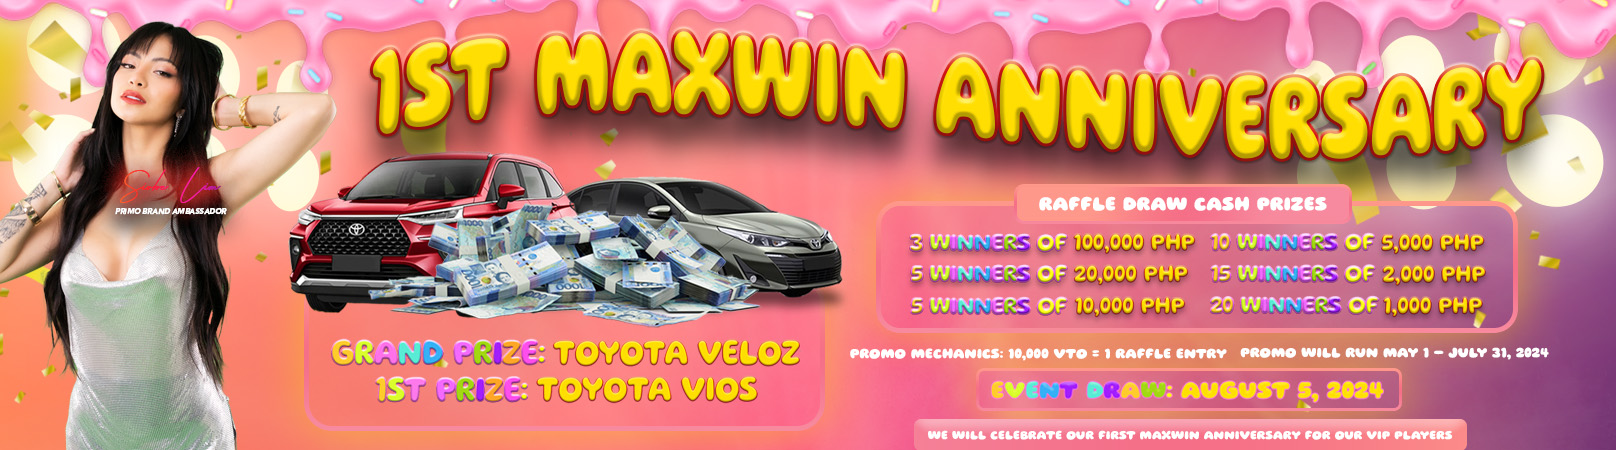 1ST MAXWIN ANNIVERSARY
PRIMO BRAND AMBASSADOR
GRAND PRIZE: TOYOTA VELOZ
1ST PRIZE: TOYOTA VIOS
RAFFLE DRAW CASH PRIZES
3 WINNERS OF 100,000 PHP 10 WINNERS OF 5,000 PHP
5 WINNERS OF 20,000 PHP 15 WINNERS OF 2,000 PHP
5 WINNERS OF 10,000 PHP 20 WINNERS OF 1,000 PHP
PROMO MECHANICS: 10,000 VTO = 1 RAFFLE ENTRY PROMO WILL RUN MAY 1 – JULY 31, 2024
EVENT DRAW: AUGUST 5, 2024
WE WILL CELEBRATE OUR FIRST MAXWIN ANNIVERSARY FOR OUR VIP PLAYERS